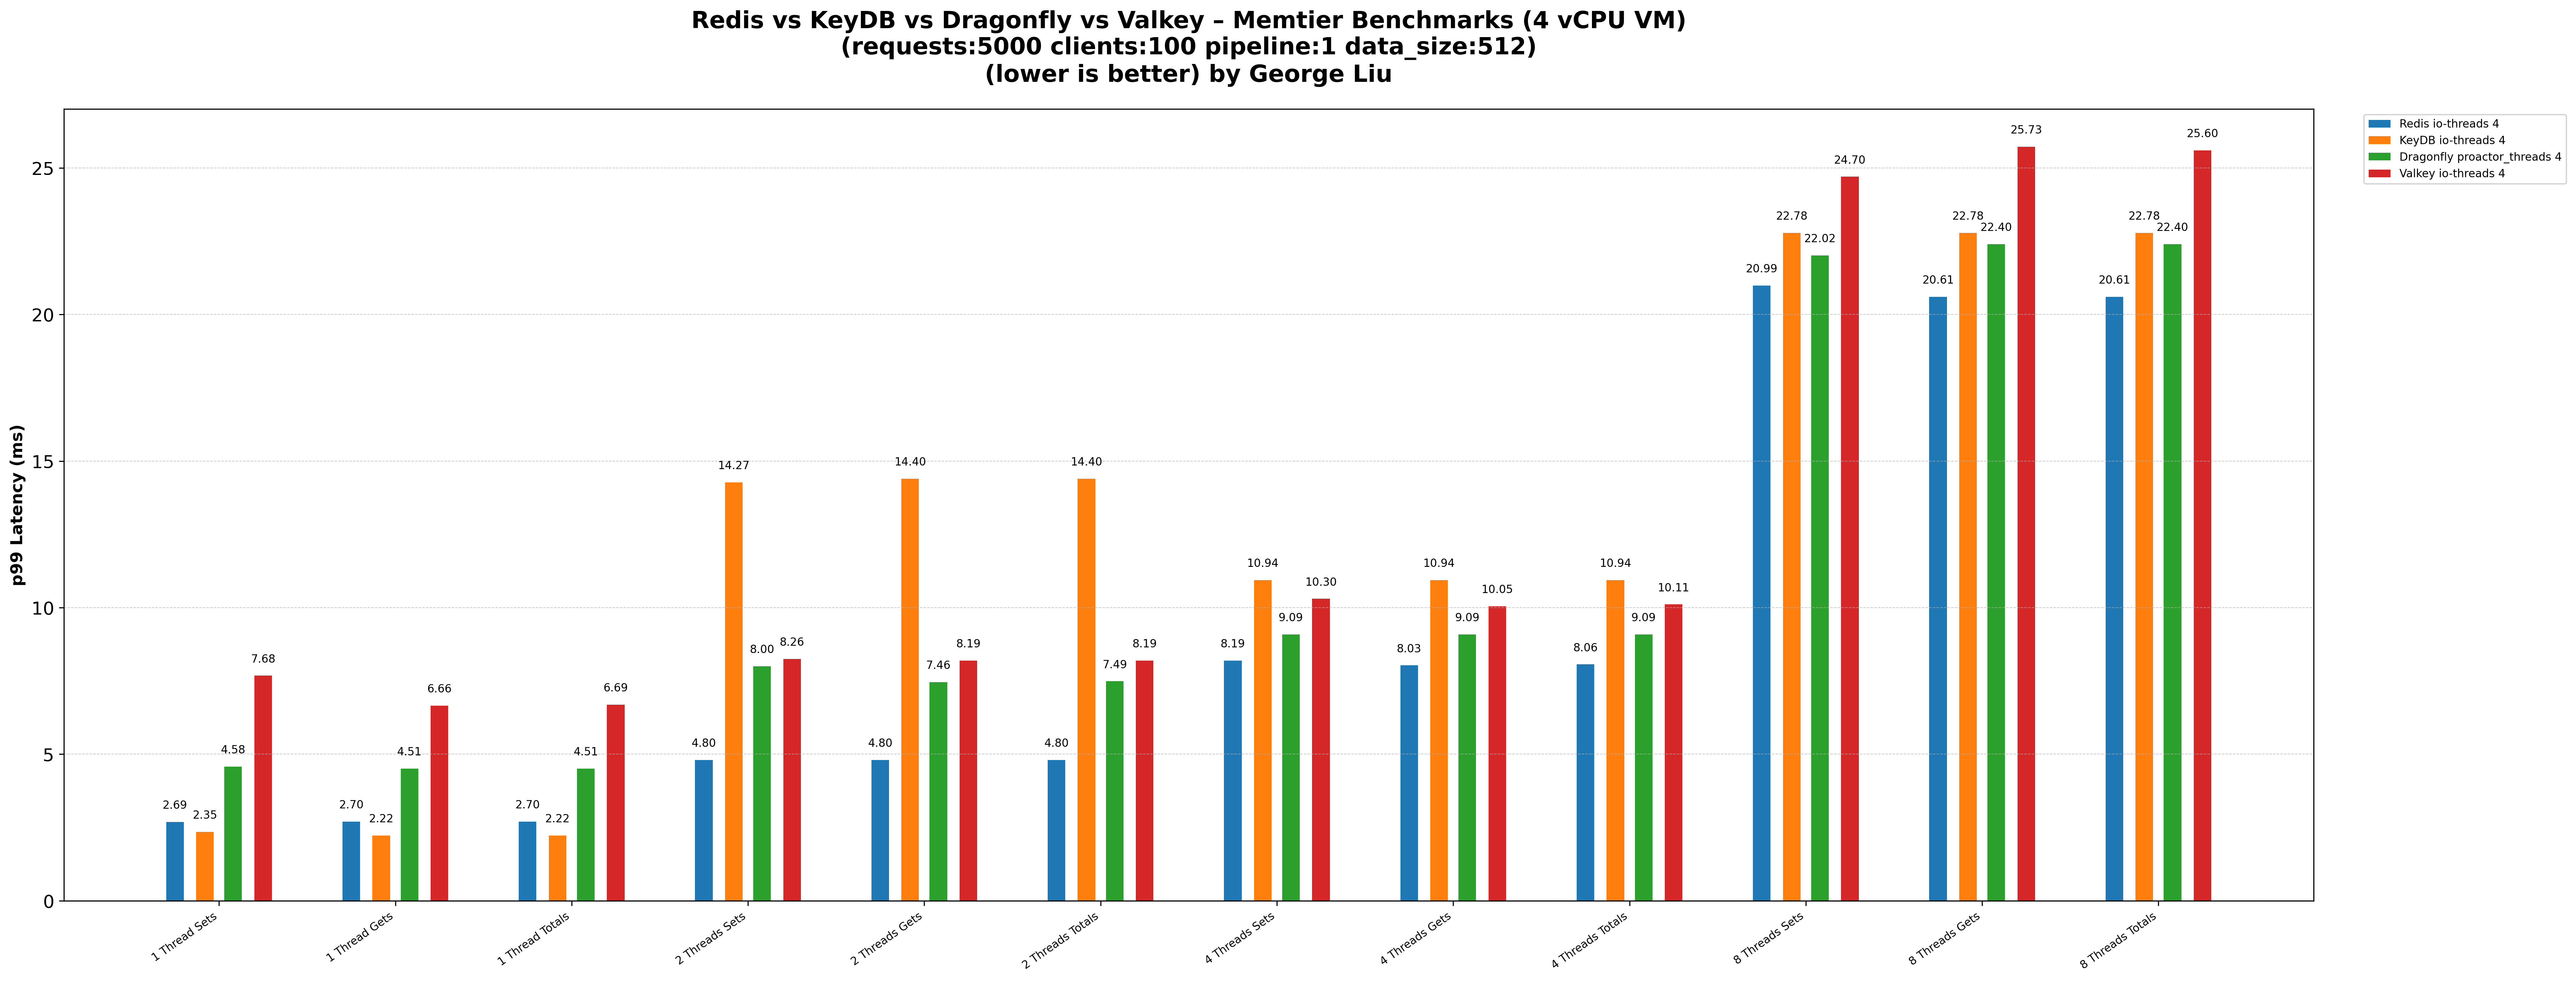 Redis vs KeyDB vs Dragonfly vs Valkey – Memtier Benchmarks (4 vCPU VM)
(requests:5000 clients:100 pipeline:1 data_size:512)
(lower is better) by George Liu
Redis io-threads 4
KeyDB io-threads 4
Dragonfly proactor_threads 4
Valkey io-threads 4
p99 Latency (ms)
25
20
15
10
5
0
2.69
2.35
4.58
7.68
2.70
2.22
4.51
6.66
2.70
2.22
4.51
6.69
4.80
14.27
8.00
8.26
4.80
14.40
7.46
8.19
4.80
14.40
7.49
8.19
8.19
10.94
9.09
10.30
8.03
10.94
9.09
10.05
8.06
10.94
9.09
10.11
20.99
22.78
22.02
24.70
20.61
22.78
22.40
25.73
20.61
22.78
22.40
25.60
1 Thread Sets
1 Thread Gets
1 Thread Totals
2 Threads Sets
2 Threads Gets
2 Threads Totals
4 Threads Sets
4 Threads Gets
4 Threads Totals
8 Threads Sets
8 Threads Gets
8 Threads Totals